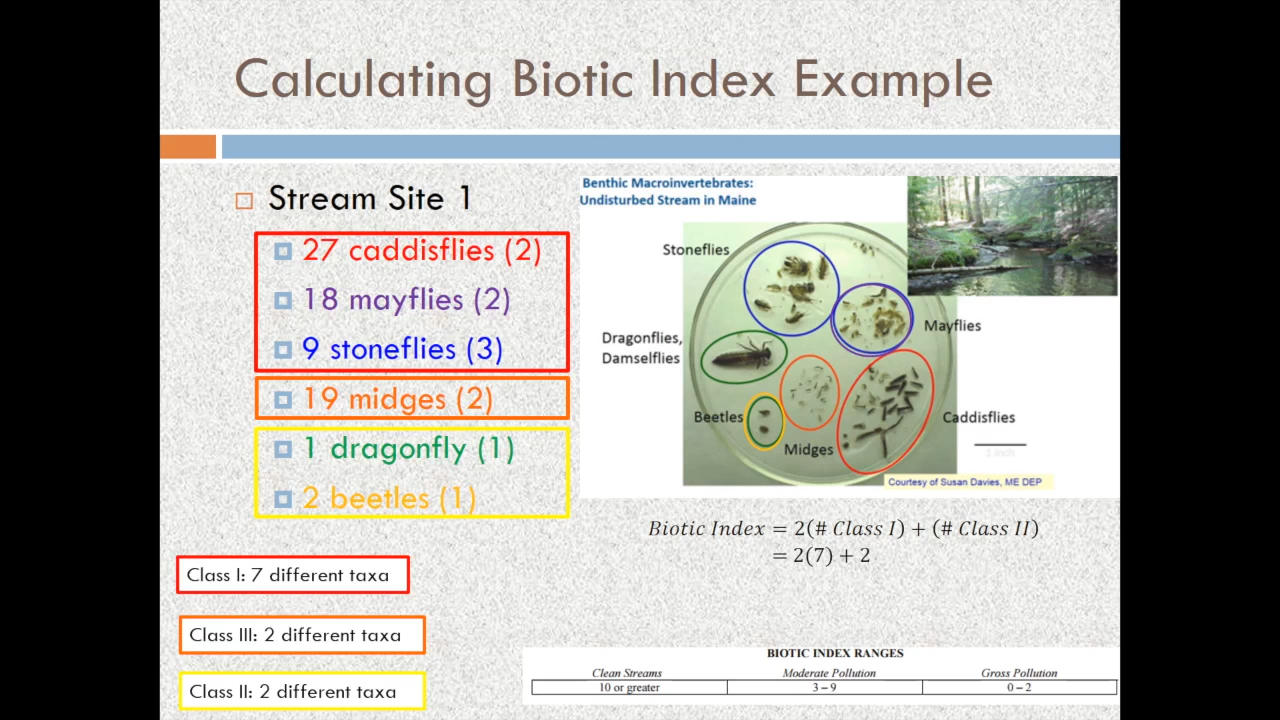 Calculating Biotic Index Example
Stream Site 1
27 caddisflies (2)
18 mayflies (2)
9 stoneflies (3)
19 midges (2)
1 dragonfly (1)
2 beetles (1)
Class I: 7 different taxa
Class III: 2 different taxa
Class II: 2 different taxa
Benthic Macroinvertebrates:
Undisturbed Stream in Maine
Stoneflies
Mayflies
Dragonflies,
Damselflies
Beetles
Midges
Caddisflies
1 inch
Courtesy of Susan Davies, ME DEP
Biotic Index = 2(# Class I) + (# Class II)
= 2(7) + 2
BIOTIC INDEX RANGES
Clean Streams Moderate Pollution Gross Pollution
10 or greater 3 – 9 0 – 2